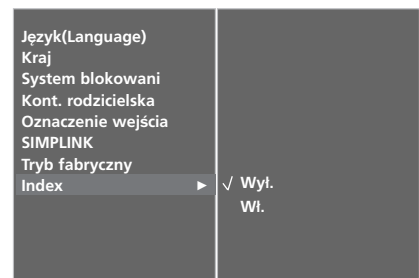 Język(Language)
Kraj
System blokowani
Kont. rodzicielska
Oznaczenie wejścia
SIMPLINK
Tryb fabryczny
Index ► √ Wył.
Wł.